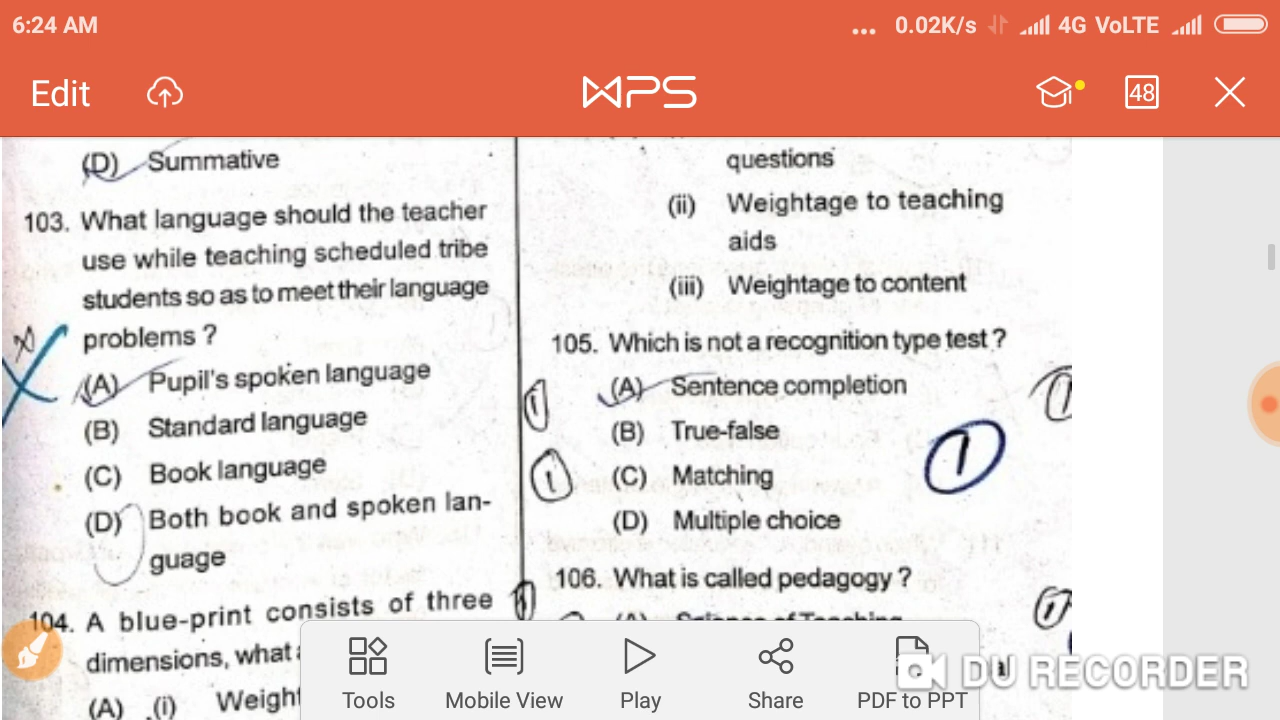 6:24 AM
... 0.02K/s 4G VoLTE
Edit
WPS
48
(D) Summative
103. What language should the teacher
use while teaching scheduled tribe
students so as to meet their language
problems ?
(A) Pupil's spoken language
(B) Standard language
(C) Book language
(D) Both book and spoken lan-
guage
104. A blue-print consists of three
dimensions, what
(A) (i) Weight
questions
(ii) Weightage to teaching
aids
(iii) Weightage to content
105. Which is not a recognition type test ?
(A) Sentence completion
(B) True-false
(C) Matching
(D) Multiple choice
1
106. What is called pedagogy ?
(A) Science of Teaching
Tools
Mobile View
Play
Share
PDF to PPT
DU RECORDER